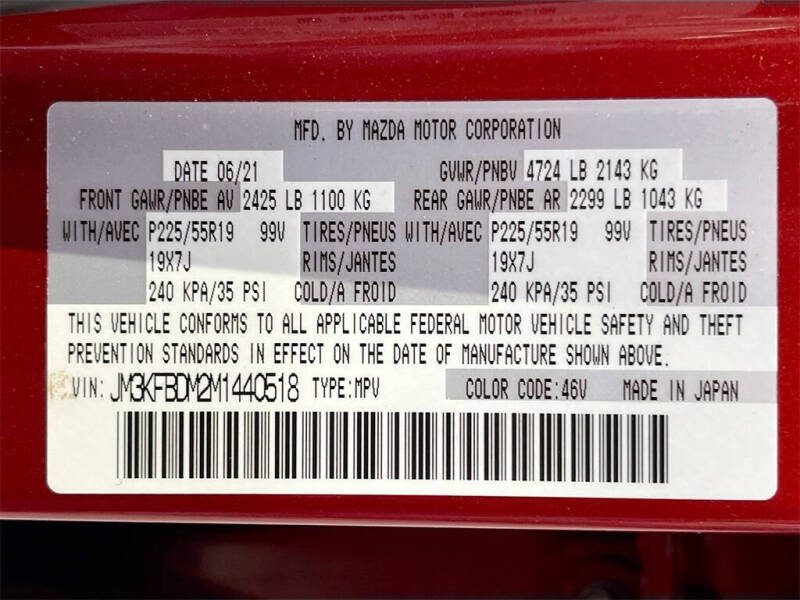 MFD. BY MAZDA MOTOR CORPORATION
DATE 06/21 GVWR/PNBV 4724 LB 2143 KG
FRONT GAWR/PNBE AV 2425 LB 1100 KG REAR GAWR/PNBE AR 2299 LB 1043 KG
WITH/AVEC P225/55R19 99V TIRES/PNEUS WITH/AVEC P225/55R19 99V TIRES/PNEUS
19X7J RIMS/JANTES 19X7J RIMS/JANTES
240 KPA/35 PSI COLD/A FROID 240 KPA/35 PSI COLD/A FROID
THIS VEHICLE CONFORMS TO ALL APPLICABLE FEDERAL MOTOR VEHICLE SAFETY AND THEFT
PREVENTION STANDARDS IN EFFECT ON THE DATE OF MANUFACTURE SHOWN ABOVE.
VIN: JM3KFBDM2M1440518 TYPE:MPV COLOR CODE:46V MADE IN JAPAN